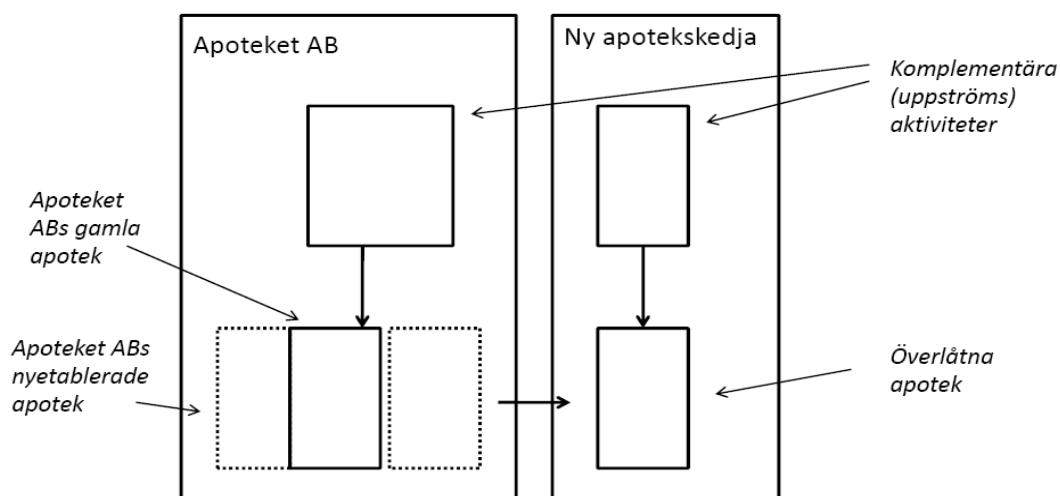 Apoteket AB
Ny apotekskedja
Komplementära
(uppströms)
aktiviteter
Apoteket
ABs gamla
apotek
Apoteket ABs
nyetablerade
apotek
Överlåtna
apotek